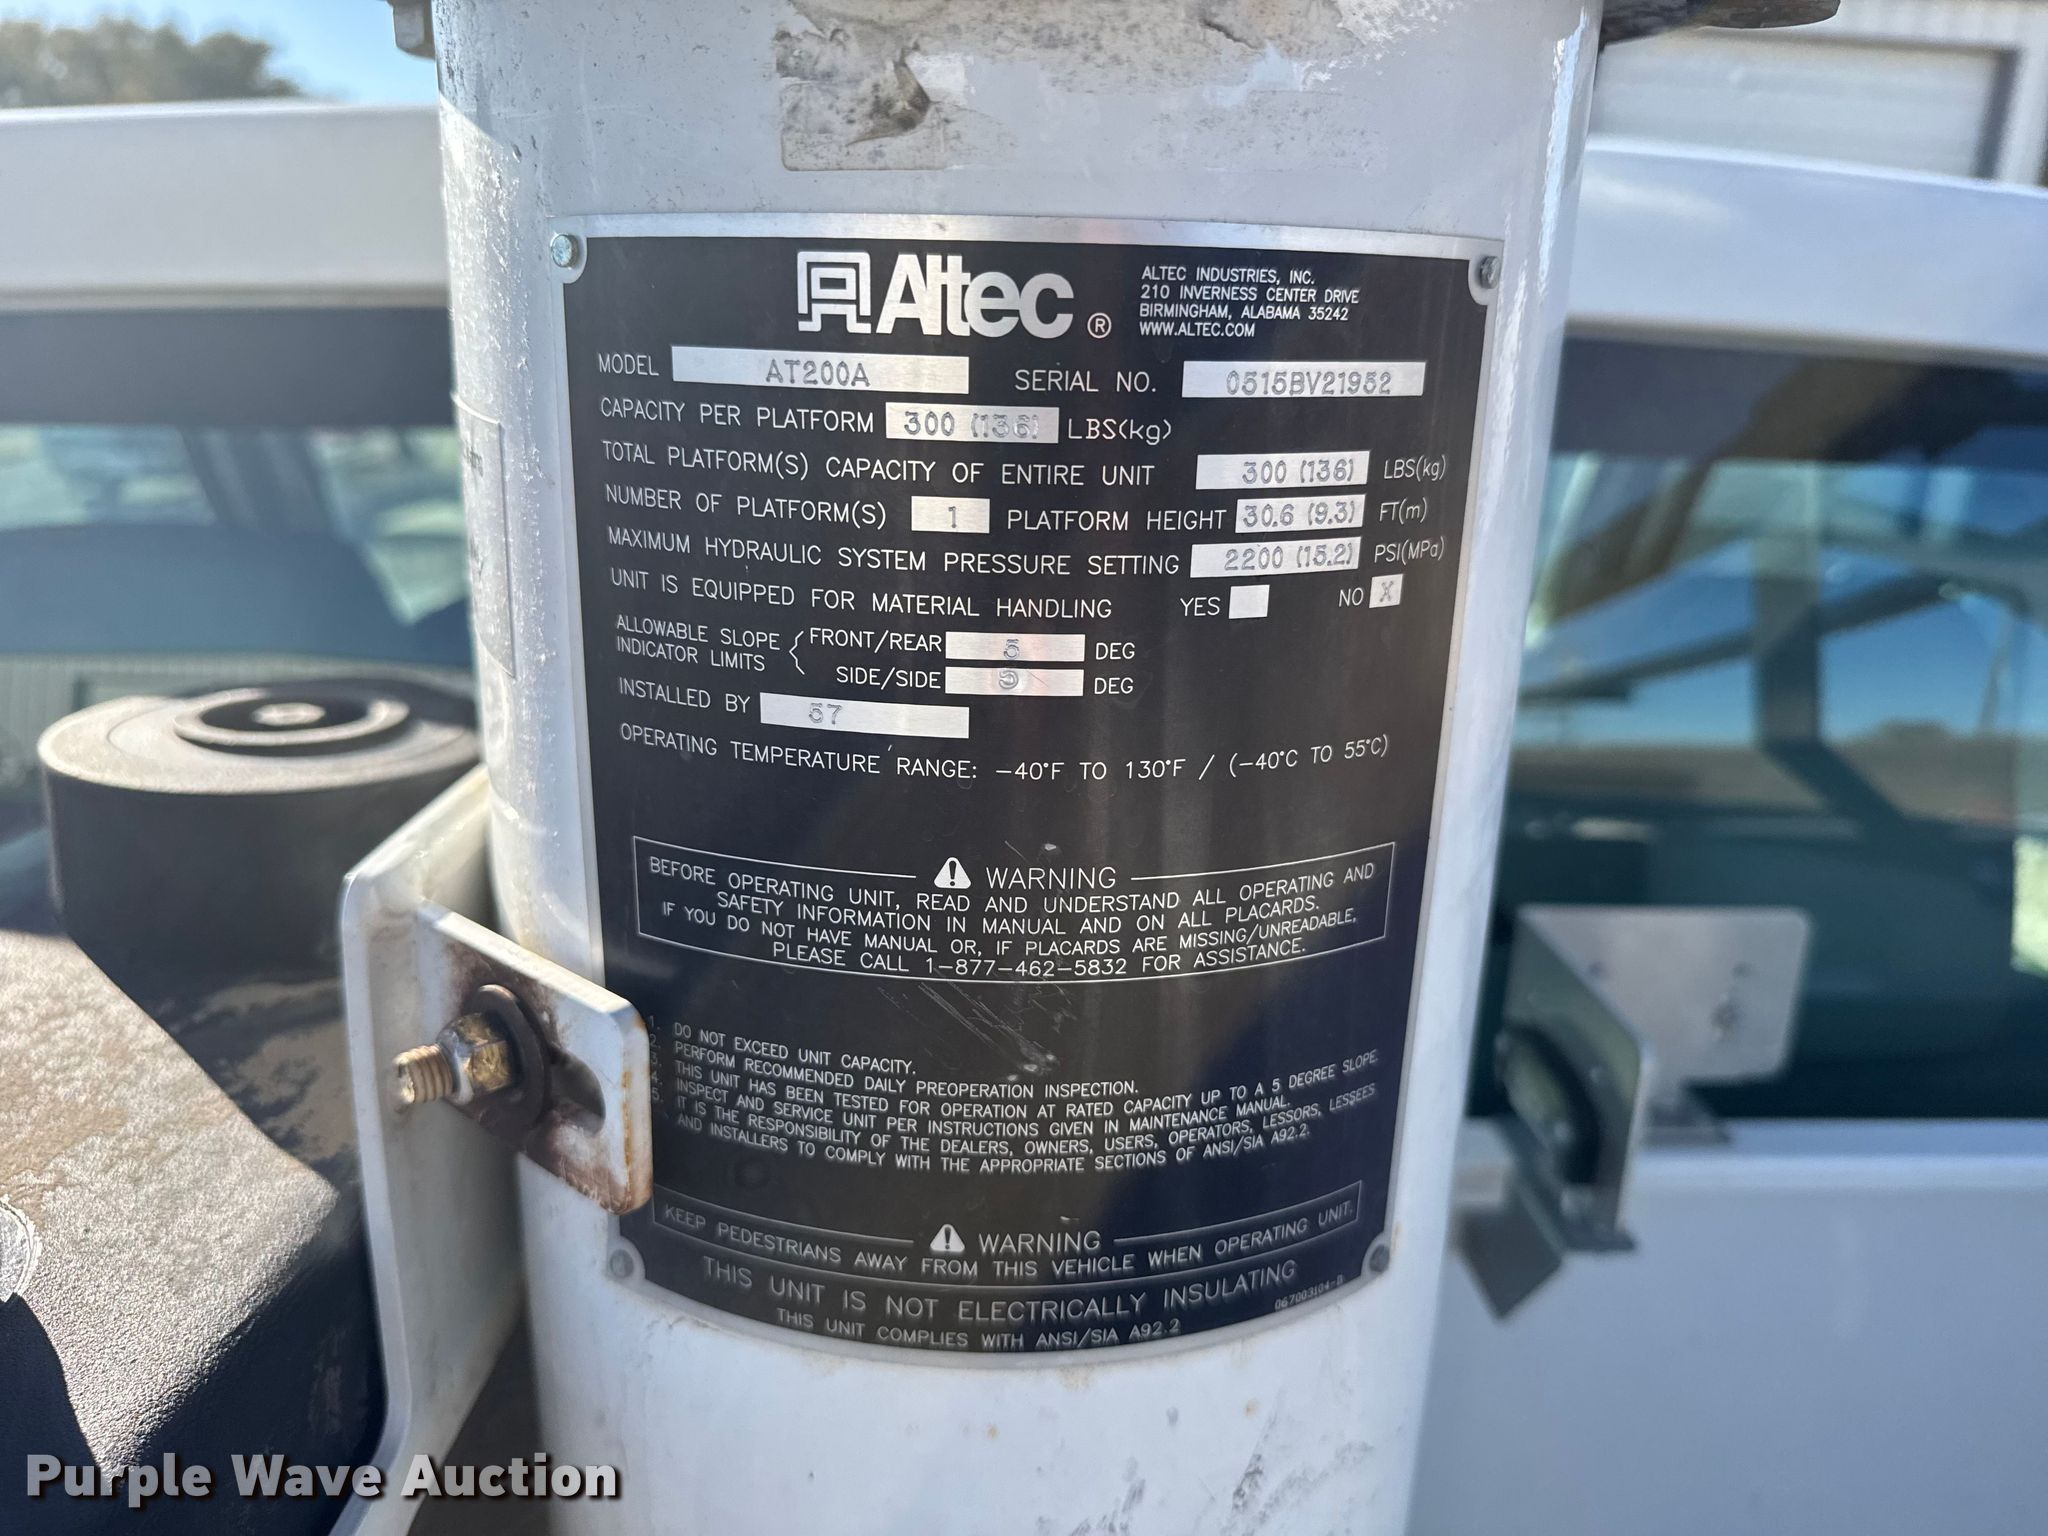 Altec ®
ALTEC INDUSTRIES, INC.
210 INVERNESS CENTER DRIVE
BIRMINGHAM, ALABAMA 35242
WWW.ALTEC.COM
MODEL AT200A SERIAL NO. 0515BV21952
CAPACITY PER PLATFORM 300 (136) LBS(kg)
TOTAL PLATFORM(S) CAPACITY OF ENTIRE UNIT 300 (136) LBS(kg)
NUMBER OF PLATFORM(S) 1 PLATFORM HEIGHT 30.6 (9.3) FT(m)
MAXIMUM HYDRAULIC SYSTEM PRESSURE SETTING 2200 (15.2) PSI(MPa)
UNIT IS EQUIPPED FOR MATERIAL HANDLING YES NO X
ALLOWABLE SLOPE INDICATOR LIMITS { FRONT/REAR 5 DEG
SIDE/SIDE 5 DEG
INSTALLED BY 57
OPERATING TEMPERATURE RANGE: -40°F TO 130°F / (-40°C TO 55°C)
WARNING
BEFORE OPERATING UNIT, READ AND UNDERSTAND ALL OPERATING AND
SAFETY INFORMATION IN MANUAL AND ON ALL PLACARDS.
IF YOU DO NOT HAVE MANUAL OR, IF PLACARDS ARE MISSING/UNREADABLE,
PLEASE CALL 1-877-462-5832 FOR ASSISTANCE.
1. DO NOT EXCEED UNIT CAPACITY.
2. PERFORM RECOMMENDED DAILY PREOPERATION INSPECTION.
3. THIS UNIT HAS BEEN TESTED FOR OPERATION AT RATED CAPACITY UP TO A 5 DEGREE SLOPE.
4. INSPECT AND SERVICE UNIT PER INSTRUCTIONS GIVEN IN MAINTENANCE MANUAL.
5. IT IS THE RESPONSIBILITY OF THE DEALERS, OWNERS, USERS, OPERATORS, LESSORS, LESSEES
AND INSTALLERS TO COMPLY WITH THE APPROPRIATE SECTIONS OF ANSI/SIA A92.2.
WARNING
KEEP PEDESTRIANS AWAY FROM THIS VEHICLE WHEN OPERATING UNIT.
THIS UNIT IS NOT ELECTRICALLY INSULATING
THIS UNIT COMPLIES WITH ANSI/SIA A92.2
067003104-D
Purple Wave Auction